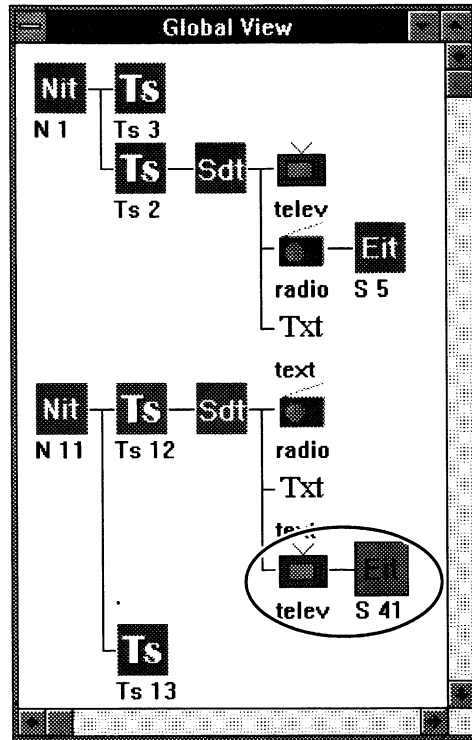 Global View
Nit Ts
N 1 Ts 3
Ts Sdt
Ts 2 telev
Eit
radio S 5
Txt
text
Nit Ts Sdt
N 11 Ts 12 radio
Txt
text
Eit
telev S 41
Ts
Ts 13